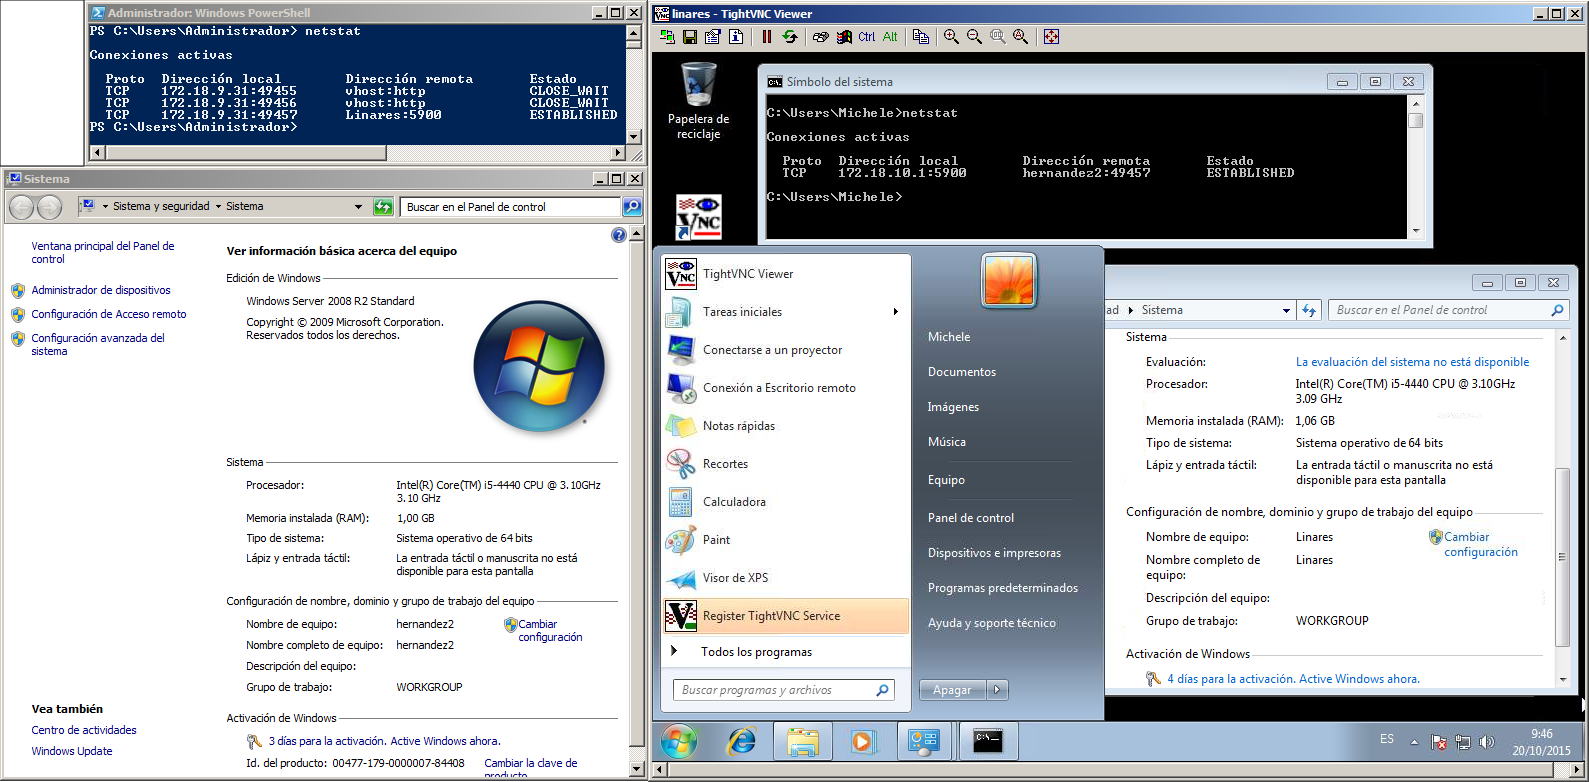 Administrador: Windows PowerShell
PS C:\Users\Administrador> netstat
Conexiones activas
Proto Dirección local Dirección remota Estado
TCP 172.18.9.31:49455 vhost:http CLOSE_WAIT
TCP 172.18.9.31:49456 vhost:http CLOSE_WAIT
TCP 172.18.9.31:49457 Linares:5900 ESTABLISHED
PS C:\Users\Administrador>
Sistema
Sistema y seguridad Sistema
Buscar en el Panel de control
Ventana principal del Panel de
control
Administrador de dispositivos
Configuración de Acceso remoto
Configuración avanzada del
sistema
Vea también
Centro de actividades
Windows Update
Ver información básica acerca del equipo
Edición de Windows
Windows Server 2008 R2 Standard
Copyright © 2009 Microsoft Corporation.
Reservados todos los derechos.
Sistema
Procesador: Intel(R) Core(TM) i5-4440 CPU @ 3.10GHz
3.10 GHz
Memoria instalada (RAM): 1,00 GB
Tipo de sistema: Sistema operativo de 64 bits
Lápiz y entrada táctil: La entrada táctil o manuscrita no está
disponible para esta pantalla
Configuración de nombre, dominio y grupo de trabajo del equipo
Nombre de equipo: hernandez2
Cambiar
configuración
Nombre completo de equipo: hernandez2
Descripción del equipo:
Grupo de trabajo: WORKGROUP
Activación de Windows
3 días para la activación. Active Windows ahora.
Id. del producto: 00477-179-0000007-84408 Cambiar la clave de
producto
linares - TightVNC Viewer
Ctrl Alt
Papelera de
reciclaje
VNC
Símbolo del sistema
C:\Users\Michele>netstat
Conexiones activas
Proto Dirección local Dirección remota Estado
TCP 172.18.10.1:5900 hernandez2:49457 ESTABLISHED
C:\Users\Michele>
TightVNC Viewer
Tareas iniciales
Conectarse a un proyector
Conexión a Escritorio remoto
Notas rápidas
Recortes
Calculadora
Paint
Visor de XPS
Register TightVNC Service
Todos los programas
Buscar programas y archivos
Michele
Documentos
Imágenes
Música
Equipo
Panel de control
Dispositivos e impresoras
Programas predeterminados
Ayuda y soporte técnico
Apagar
ad Sistema
Buscar en el Panel de control
Sistema
Evaluación: La evaluación del sistema no está disponible
Procesador: Intel(R) Core(TM) i5-4440 CPU @ 3.10GHz
3.09 GHz
Memoria instalada (RAM): 1,06 GB
Tipo de sistema: Sistema operativo de 64 bits
Lápiz y entrada táctil: La entrada táctil o manuscrita no está
disponible para esta pantalla
Configuración de nombre, dominio y grupo de trabajo del equipo
Nombre de equipo: Linares
Cambiar
configuración
Nombre completo de
equipo: Linares
Descripción del equipo:
Grupo de trabajo: WORKGROUP
Activación de Windows
4 días para la activación. Active Windows ahora.
ES
9:46
20/10/2015